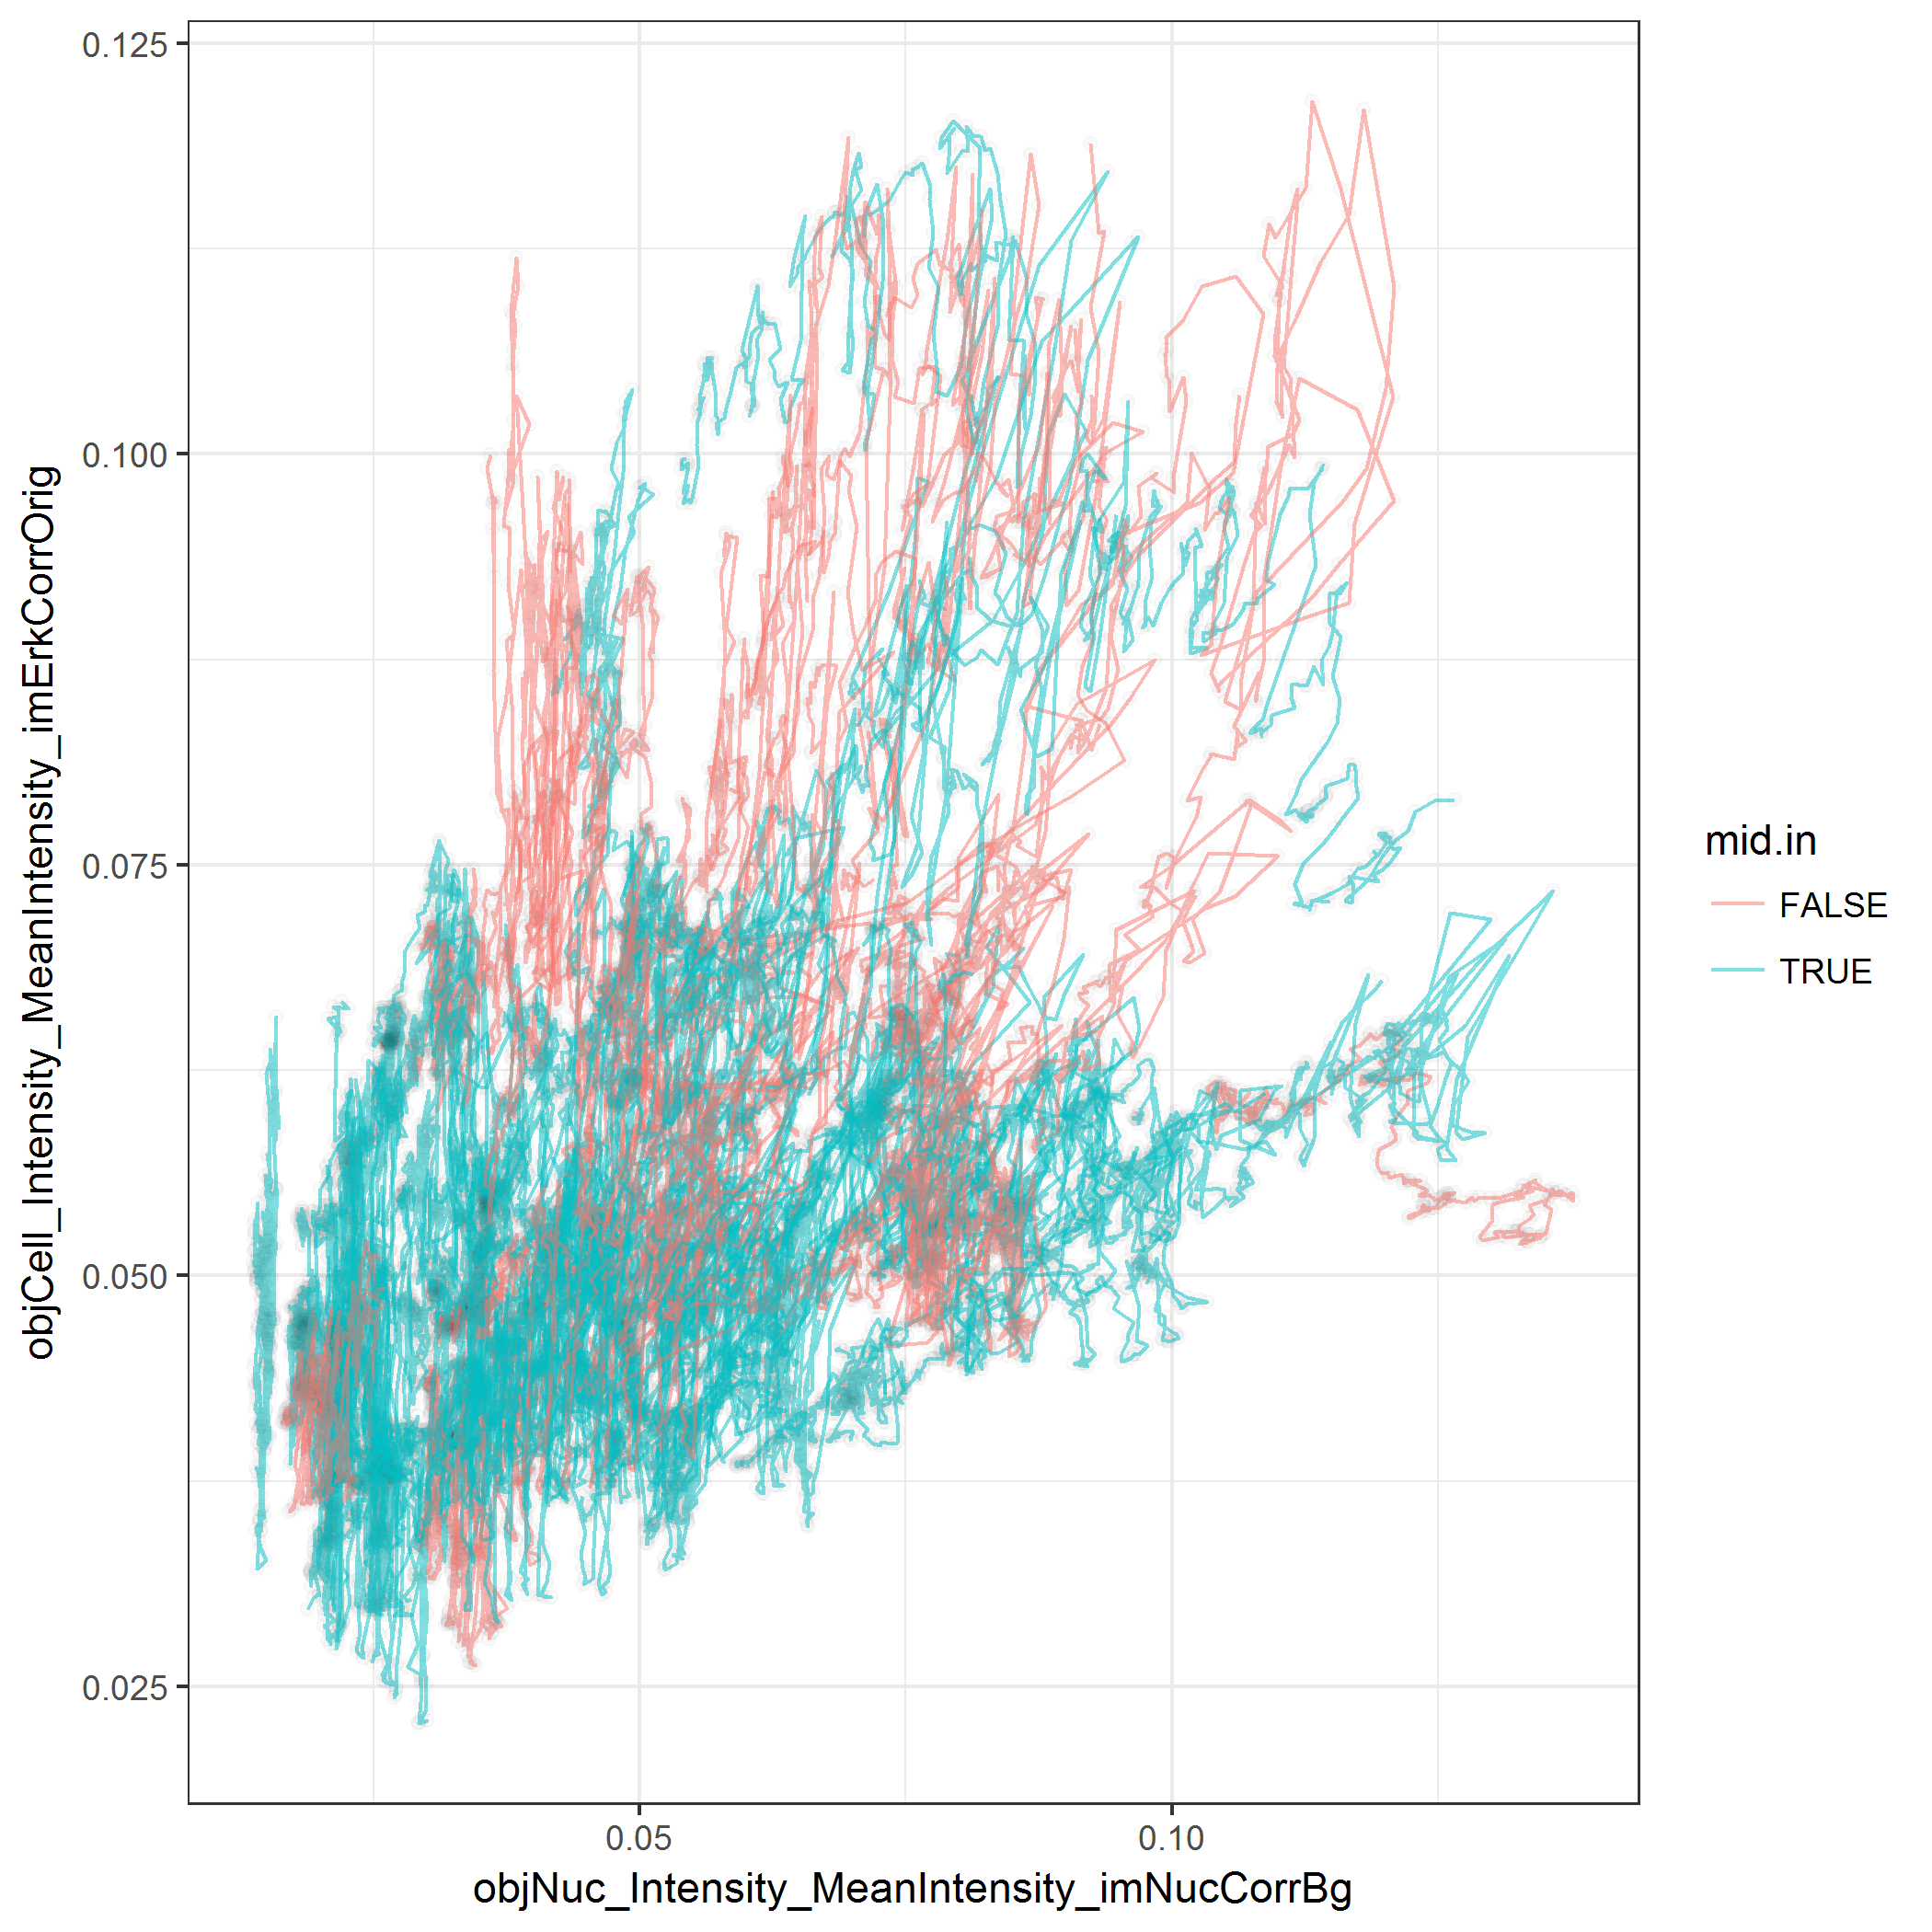 0.125
0.100
0.075
0.050
0.025
objCell_Intensity_MeanIntensity_imErkCorrOrig
0.05
0.10
objNuc_Intensity_MeanIntensity_imNucCorrBg
mid.in
FALSE
TRUE